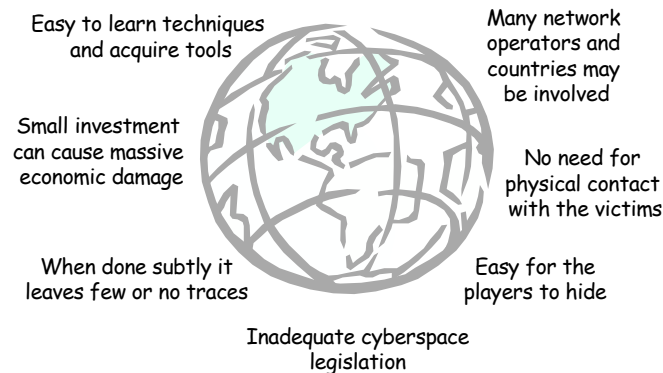 Easy to learn techniques
and acquire tools
Many network
operators and
countries may
be involved
Small investment
can cause massive
economic damage
No need for
physical contact
with the victims
When done subtly it
leaves few or no traces
Easy for the
players to hide
Inadequate cyberspace
legislation